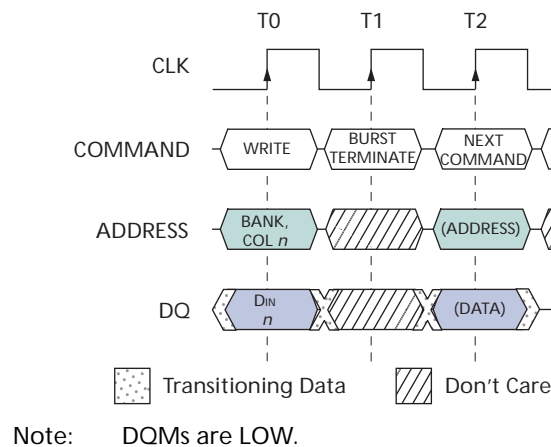 T0 T1 T2
CLK
COMMAND WRITE BURST TERMINATE NEXT COMMAND
ADDRESS BANK, COL n (ADDRESS)
DQ DIN n (DATA)
Transitioning Data Don't Care
Note: DQMs are LOW.